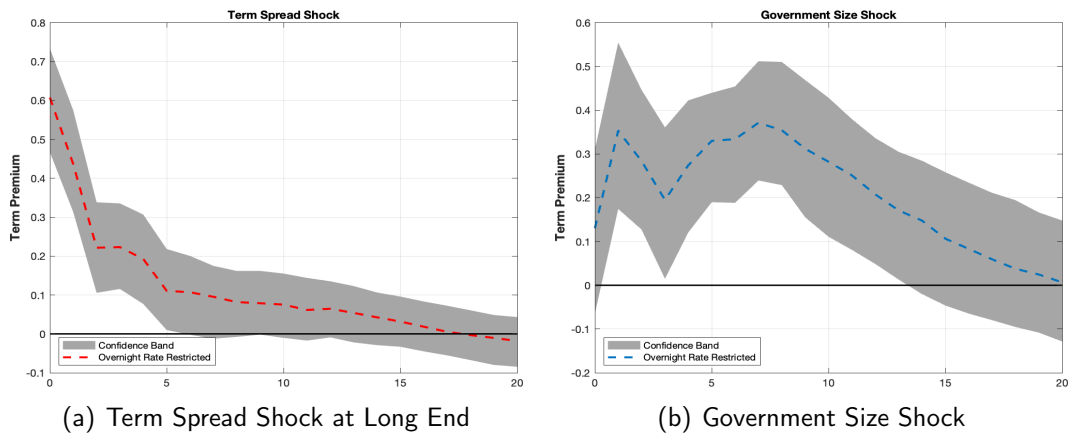 Term Spread Shock
0.8
0.7
0.6
0.5
0.4
0.3
0.2
0.1
0
-0.1
Term Premium
0 5 10 15 20
Confidence Band
Overnight Rate Restricted
(a) Term Spread Shock at Long End
Government Size Shock
0.6
0.5
0.4
0.3
0.2
0.1
0
-0.1
-0.2
Term Premium
0 5 10 15 20
Confidence Band
Overnight Rate Restricted
(b) Government Size Shock